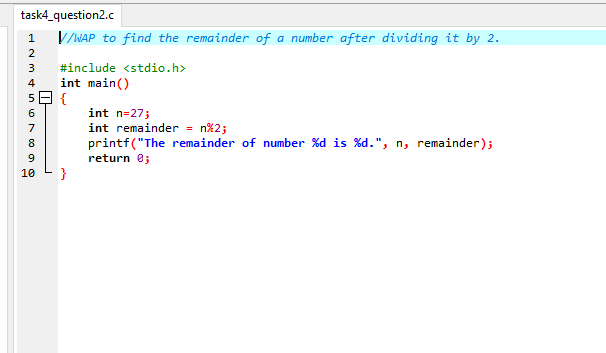 task4_question2.c
1 //WAP to find the remainder of a number after dividing it by 2.
2
3 #include <stdio.h>
4 int main()
5 {
6 int n=27;
7 int remainder = n%2;
8 printf("The remainder of number %d is %d.", n, remainder);
9 return 0;
10 }